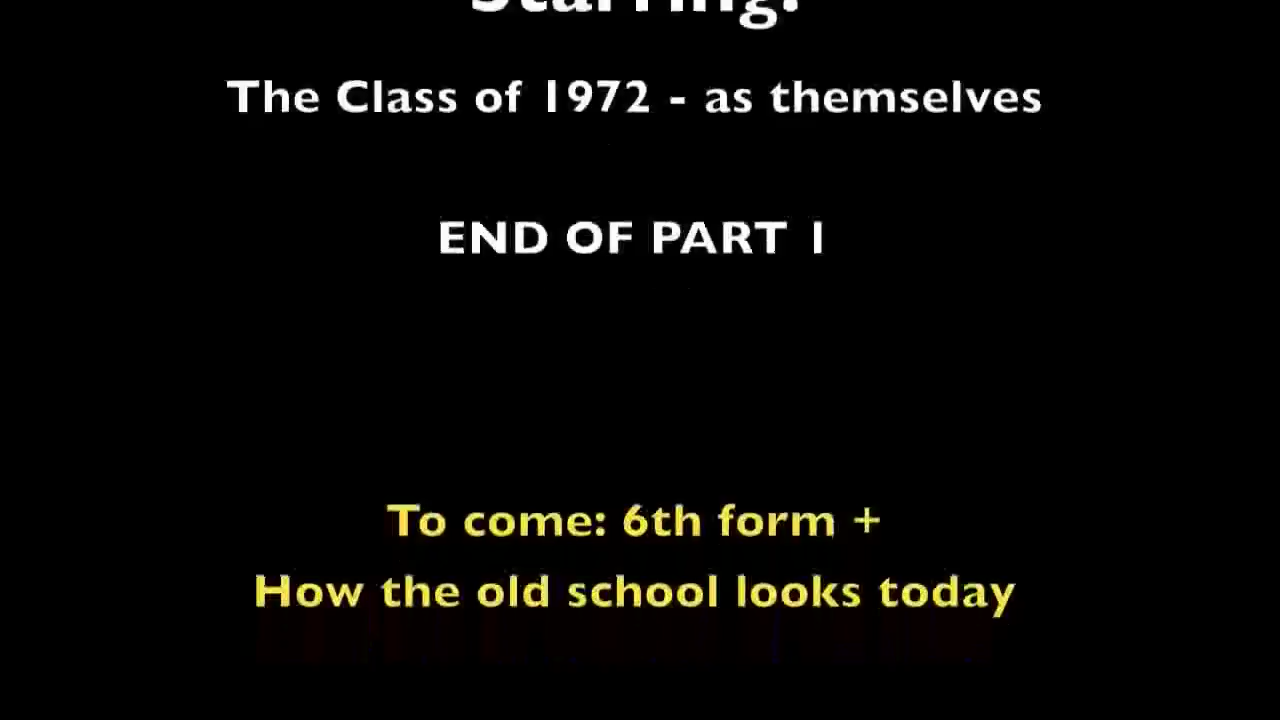 Starring:
The Class of 1972 - as themselves
END OF PART 1
To come: 6th form +
How the old school looks today